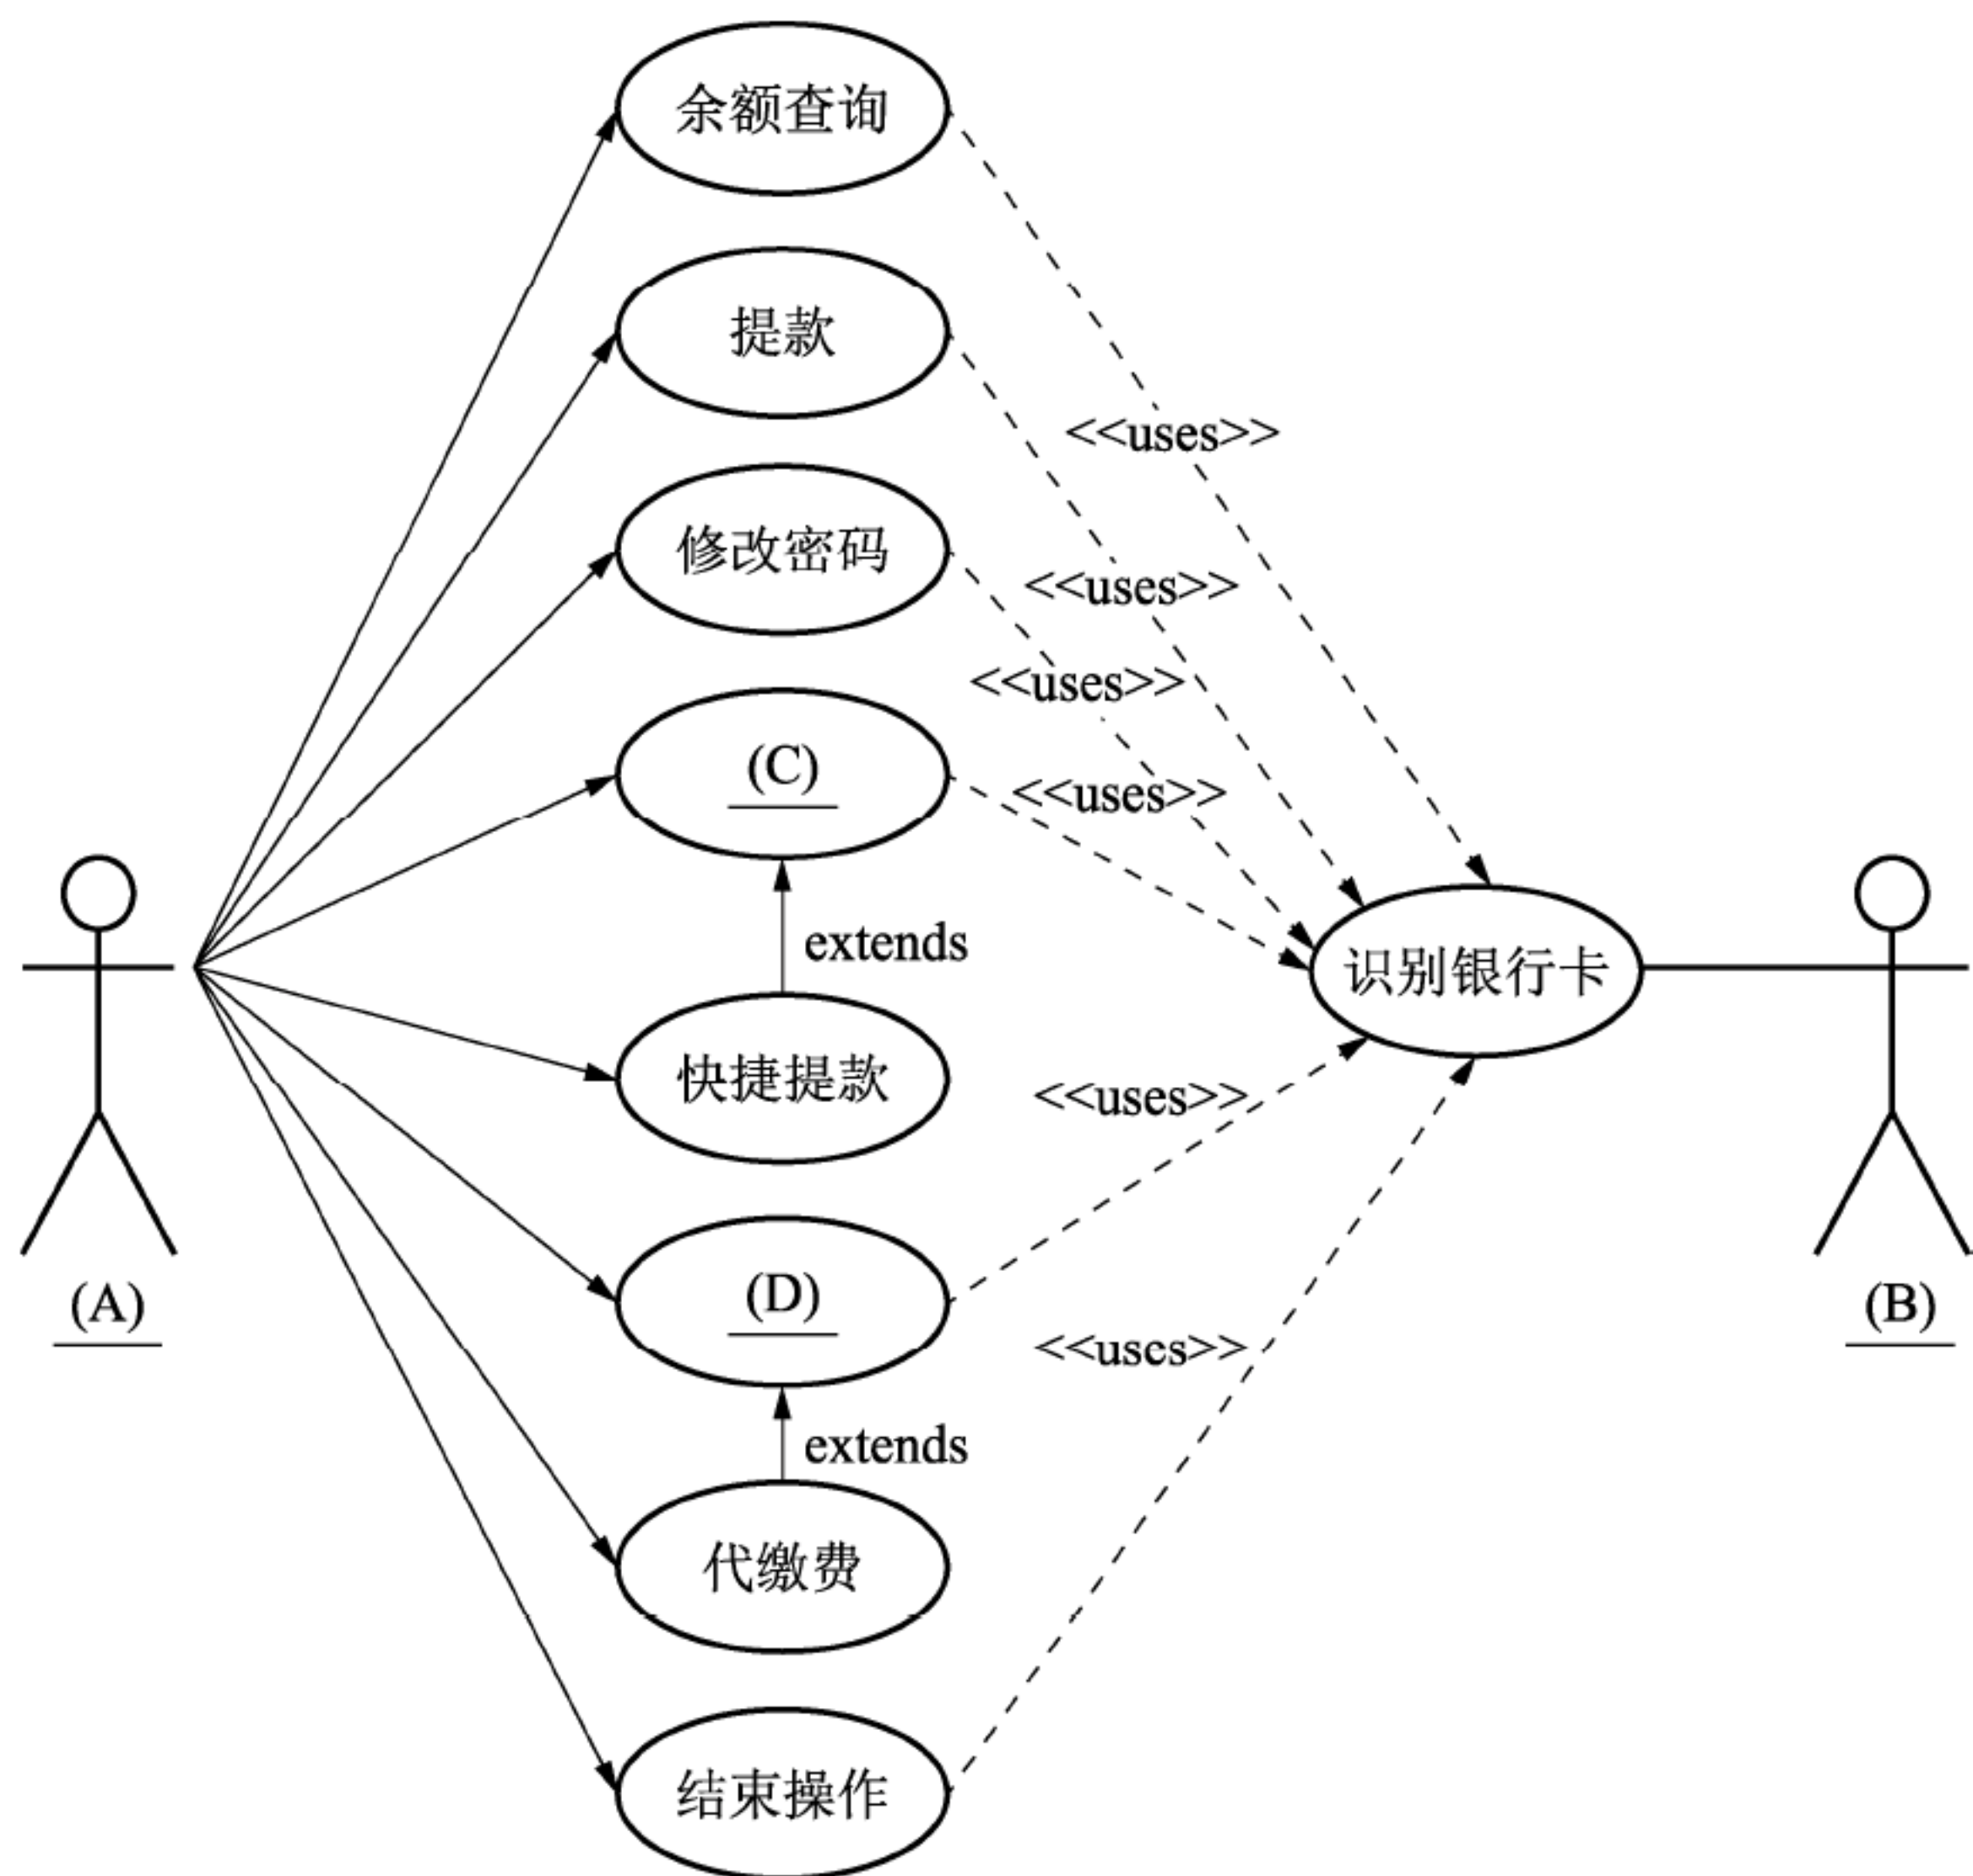 余额查询
提款
<<uses>>
修改密码
<<uses>>
<<uses>>
(C)
<<uses>>
extends
识别银行卡
快捷提款
<<uses>>
(D)
(A)
(B)
<<uses>>
extends
代缴费
结束操作